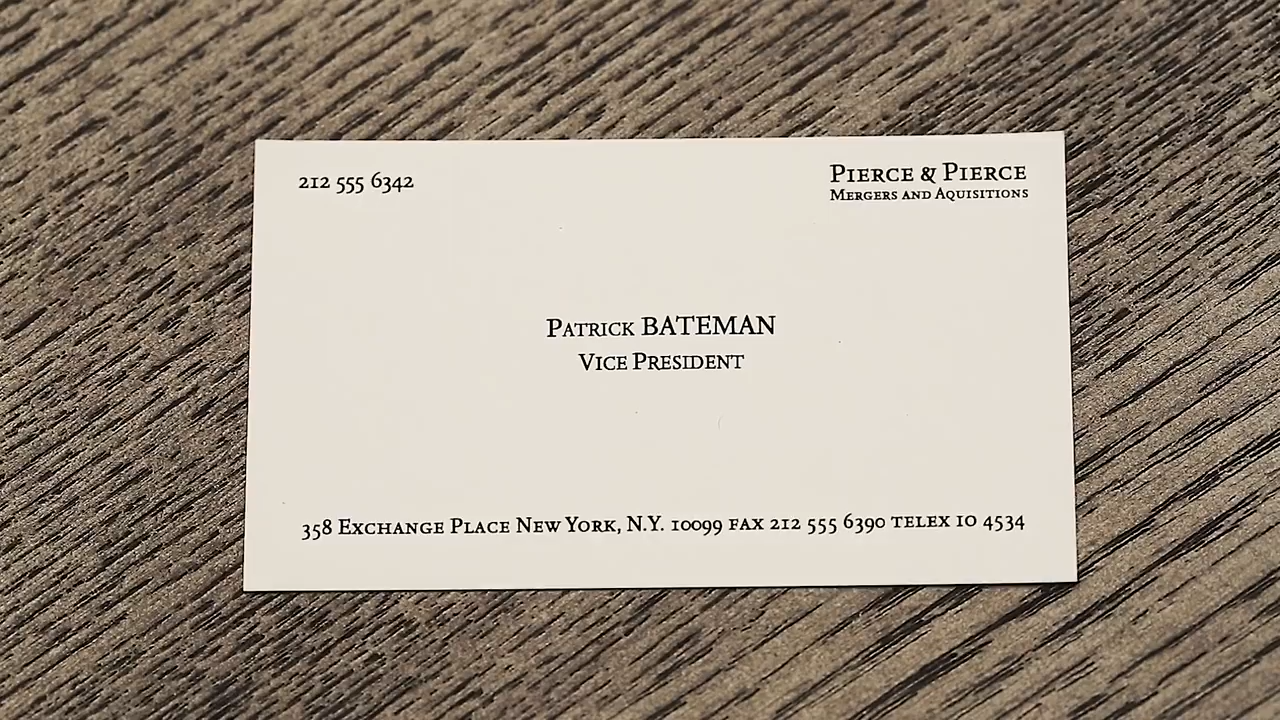 212 555 6342
Pierce & Pierce
Mergers and Aquisitions
Patrick BATEMAN
Vice President
358 Exchange Place New York, N.Y. 10099 fax 212 555 6390 telex 10 4534